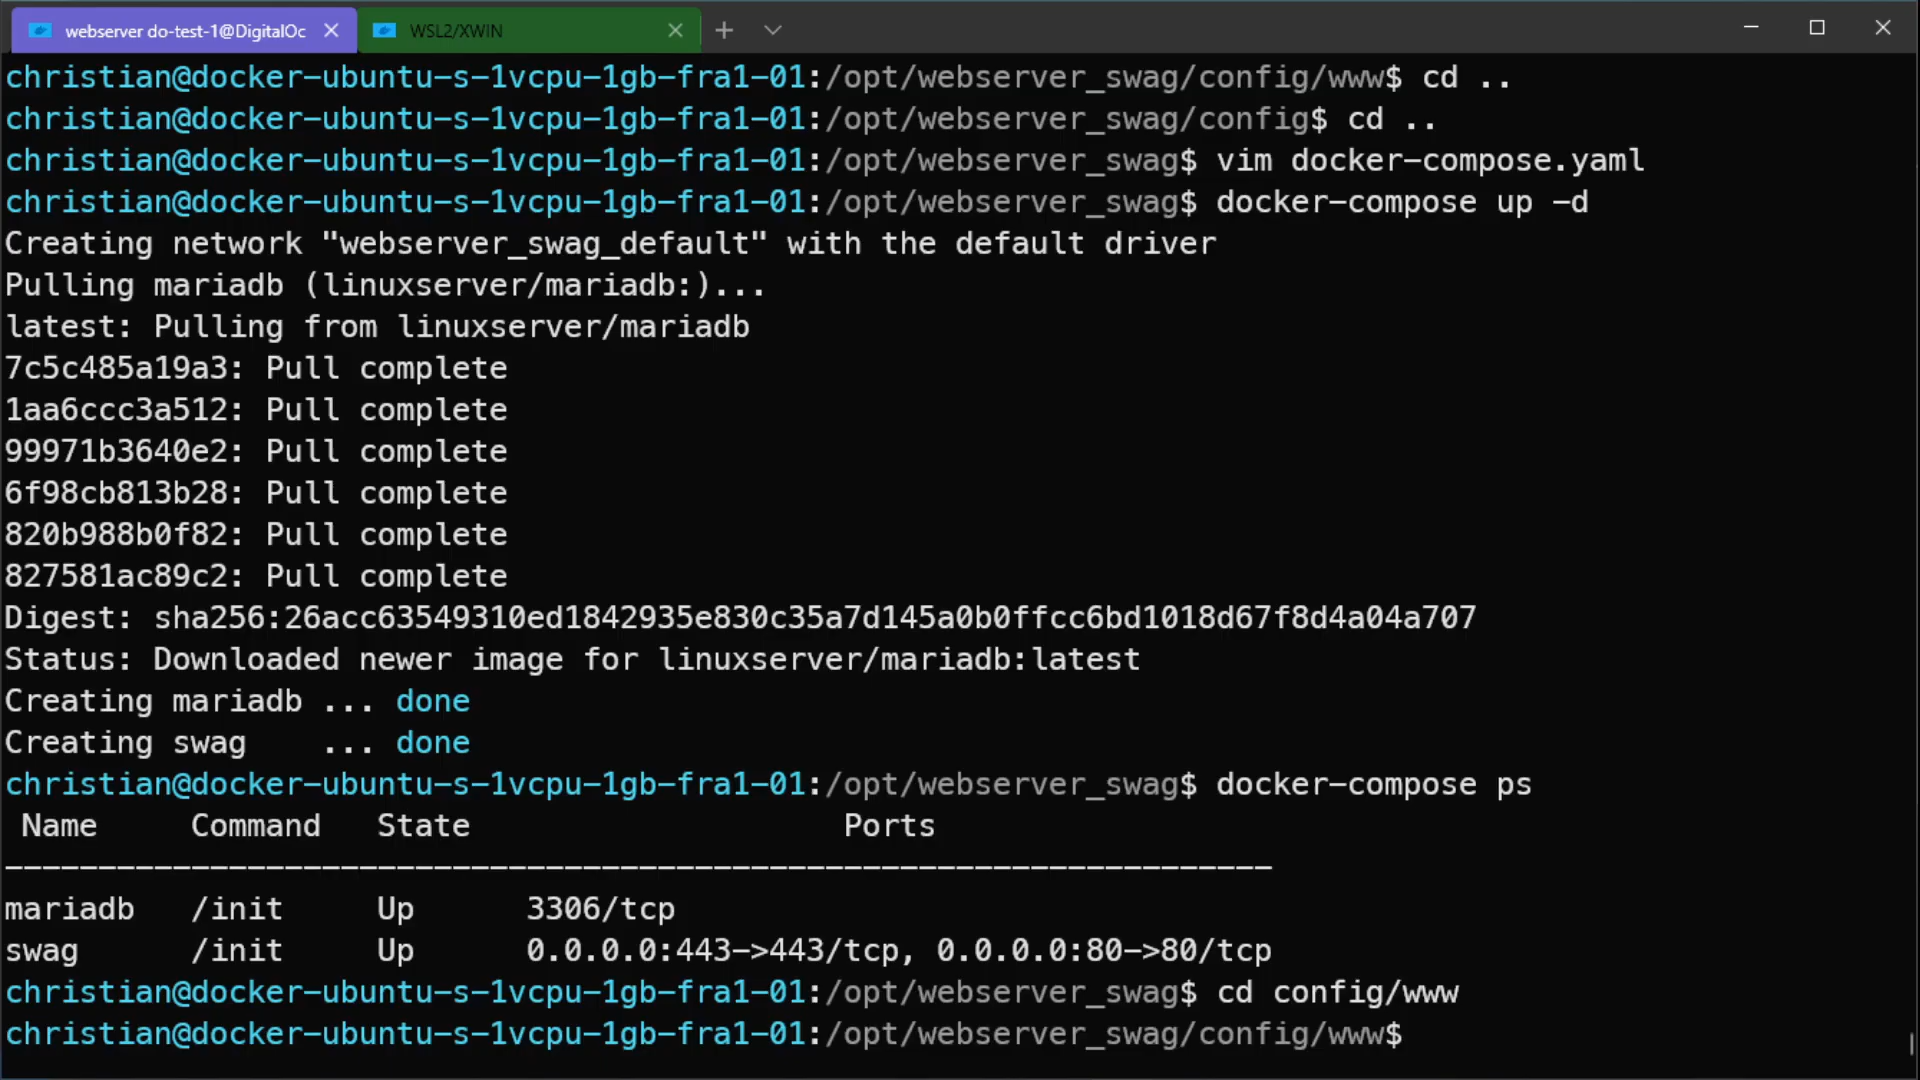 webserver do-test-1@DigitalOc
WSL2/XWIN
christian@docker-ubuntu-s-1vcpu-1gb-fra1-01:/opt/webserver_swag/config/www$ cd ..
christian@docker-ubuntu-s-1vcpu-1gb-fra1-01:/opt/webserver_swag/config$ cd ..
christian@docker-ubuntu-s-1vcpu-1gb-fra1-01:/opt/webserver_swag$ vim docker-compose.yaml
christian@docker-ubuntu-s-1vcpu-1gb-fra1-01:/opt/webserver_swag$ docker-compose up -d
Creating network "webserver_swag_default" with the default driver
Pulling mariadb (linuxserver/mariadb:)...
latest: Pulling from linuxserver/mariadb
7c5c485a19a3: Pull complete
1aa6ccc3a512: Pull complete
99971b3640e2: Pull complete
6f98cb813b28: Pull complete
820b988b0f82: Pull complete
827581ac89c2: Pull complete
Digest: sha256:26acc63549310ed1842935e830c35a7d145a0b0ffcc6bd1018d67f8d4a04a707
Status: Downloaded newer image for linuxserver/mariadb:latest
Creating mariadb ... done
Creating swag    ... done
christian@docker-ubuntu-s-1vcpu-1gb-fra1-01:/opt/webserver_swag$ docker-compose ps
Name     Command   State                    Ports
--------------------------------------------------------------------
mariadb   /init     Up      3306/tcp
swag      /init     Up      0.0.0.0:443->443/tcp, 0.0.0.0:80->80/tcp
christian@docker-ubuntu-s-1vcpu-1gb-fra1-01:/opt/webserver_swag$ cd config/www
christian@docker-ubuntu-s-1vcpu-1gb-fra1-01:/opt/webserver_swag/config/www$